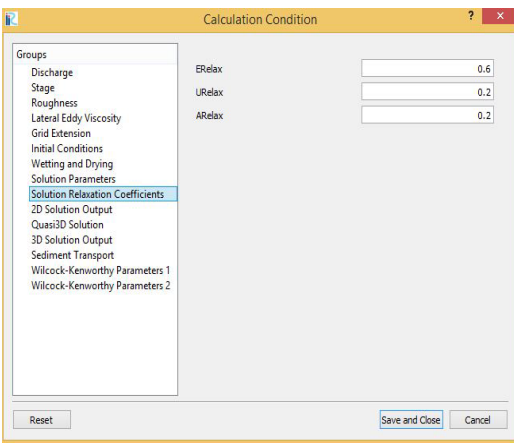 Calculation Condition
? ×
Groups
Discharge
Stage
Roughness
Lateral Eddy Viscosity
Grid Extension
Initial Conditions
Wetting and Drying
Solution Parameters
Solution Relaxation Coefficients
2D Solution Output
Quasi3D Solution
3D Solution Output
Sediment Transport
Wilcock-Kenworthy Parameters 1
Wilcock-Kenworthy Parameters 2
ERelax 0.6
URelax 0.2
ARelax 0.2
Reset Save and Close Cancel